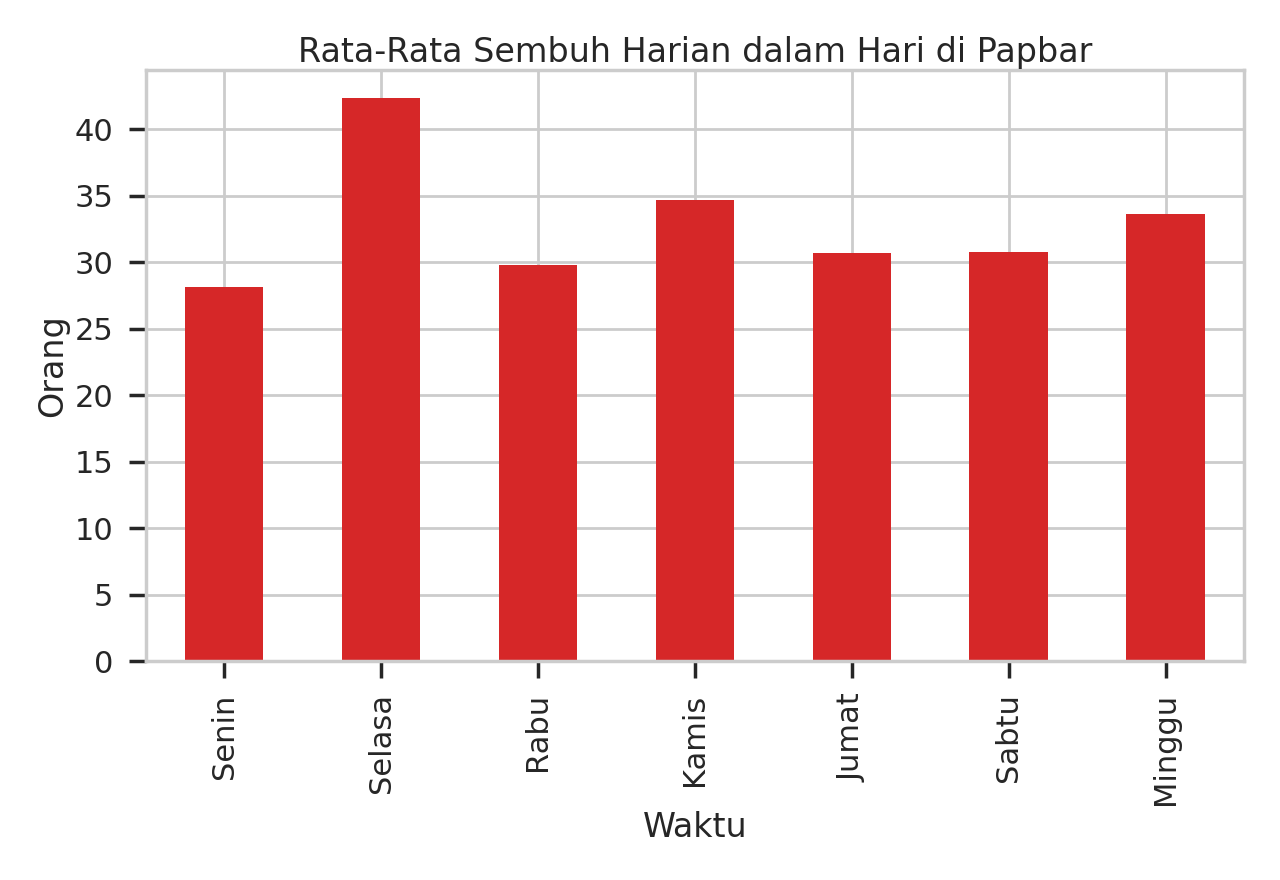 Rata-Rata Sembuh Harian dalam Hari di Papbar
Orang
40
35
30
25
20
15
10
5
0
Senin
Selasa
Rabu
Kamis
Jumat
Sabtu
Minggu
Waktu